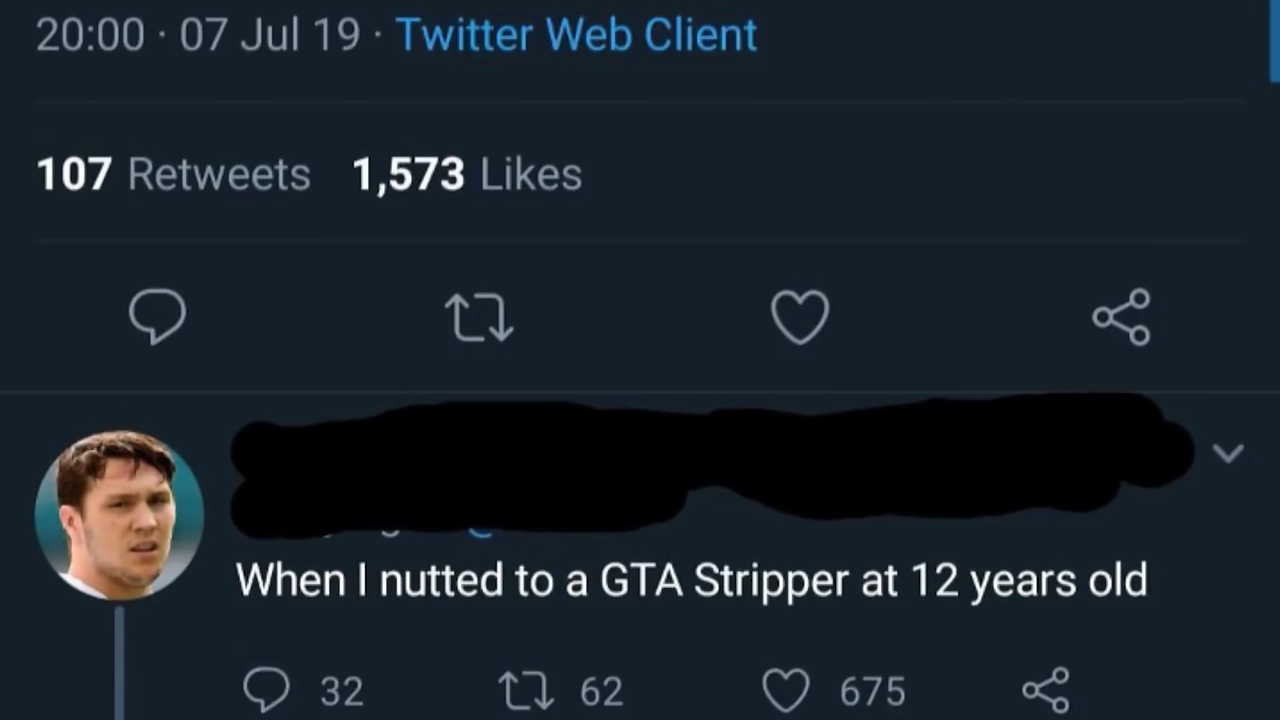 20:00 · 07 Jul 19 · Twitter Web Client
107 Retweets 1,573 Likes
When I nutted to a GTA Stripper at 12 years old
32 62 675